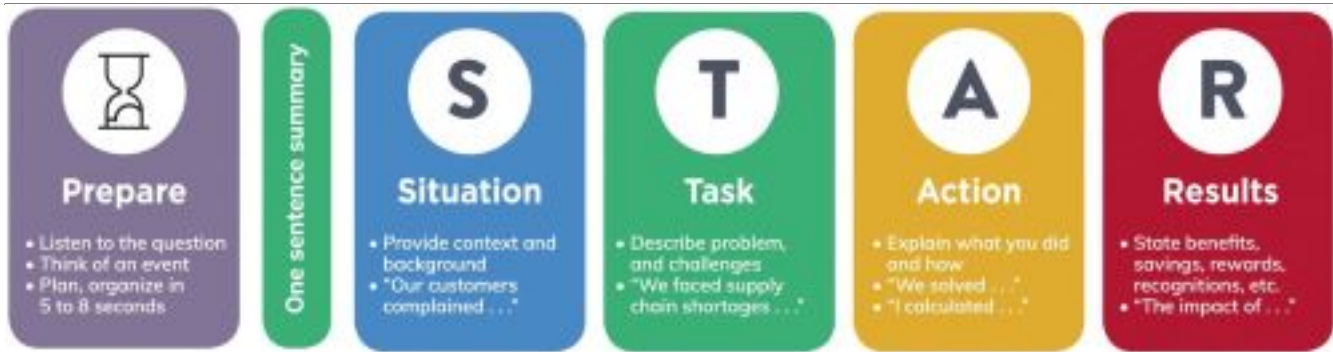 Prepare
• Listen to the question
• Think of an event
• Plan, organize in
5 to 8 seconds
One sentence summary
S
Situation
• Provide context and
background
• "Our customers
complained . . ."
T
Task
• Describe problem,
and challenges
• "We faced supply
chain shortages . . ."
A
Action
• Explain what you did
and how
• "We solved . . ."
• "I calculated . . ."
R
Results
• State benefits,
savings, rewards,
recognitions, etc.
• "The impact of . . ."